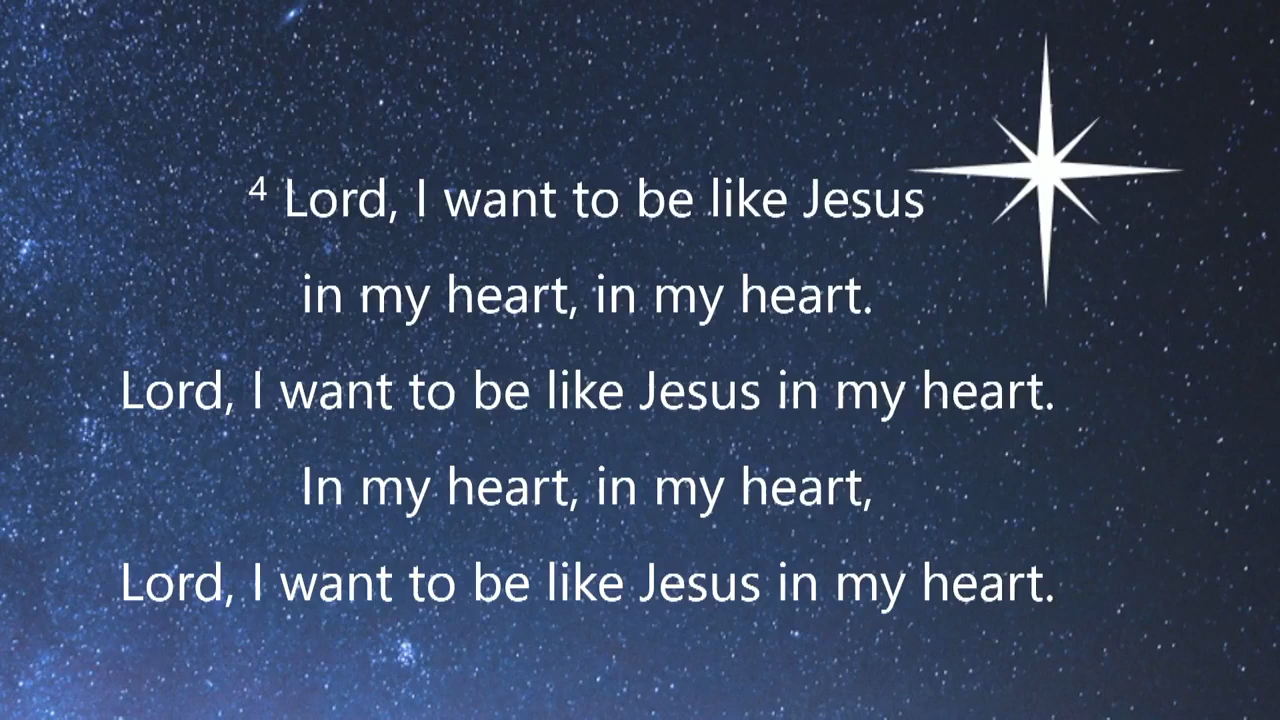 ⁴ Lord, I want to be like Jesus
in my heart, in my heart.
Lord, I want to be like Jesus in my heart.
In my heart, in my heart,
Lord, I want to be like Jesus in my heart.